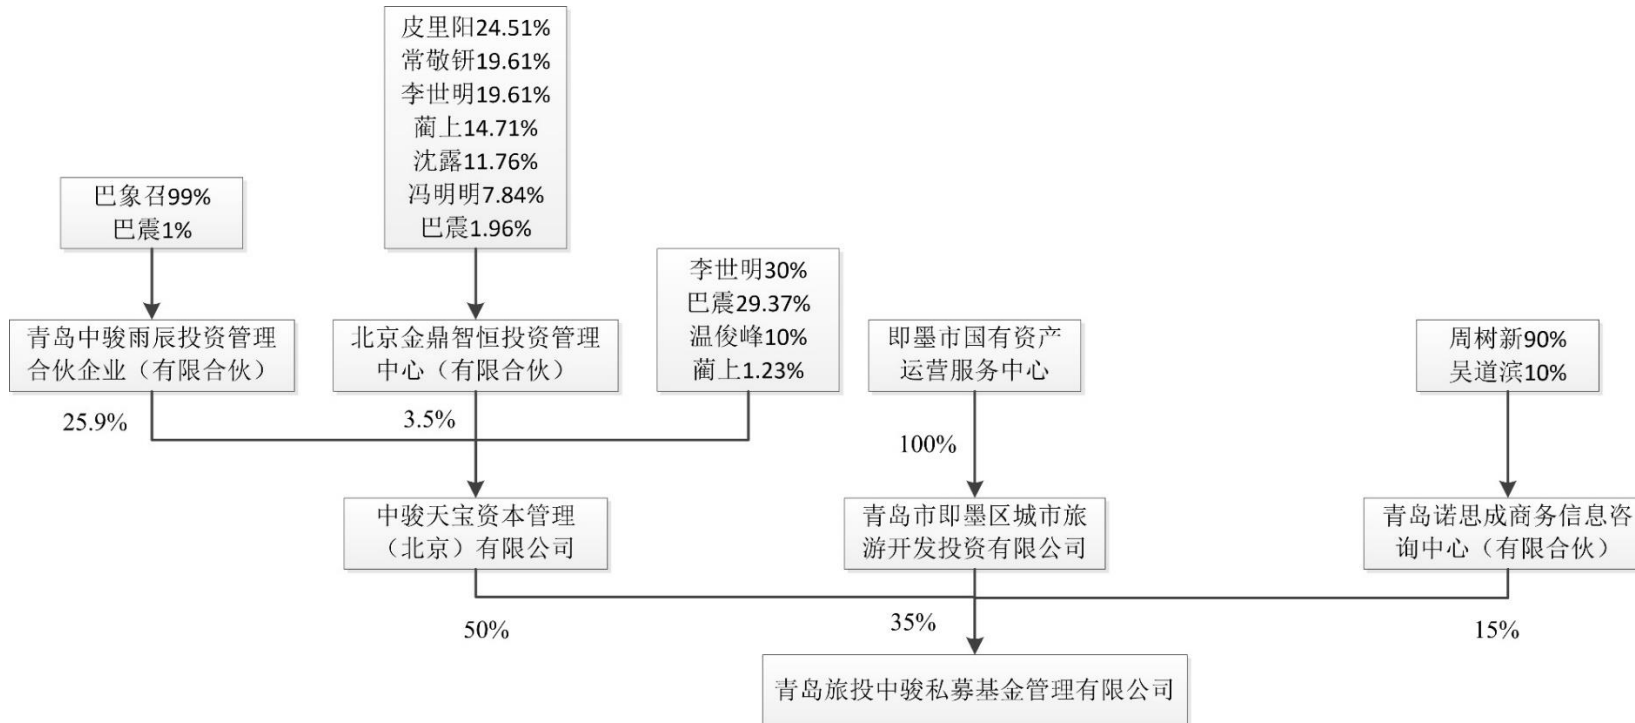 皮里阳24.51%
常敬钘19.61%
李世明19.61%
蔺上14.71%
沈露11.76%
冯明明7.84%
巴震1.96%
巴象召99%
巴震1%
李世明30%
巴震29.37%
温俊峰10%
蔺上1.23%
青岛中骏雨辰投资管理
合伙企业（有限合伙）
北京金鼎智恒投资管理
中心（有限合伙）
即墨市国有资产
运营服务中心
周树新90%
吴道滨10%
25.9%
3.5%
100%
中骏天宝资本管理
（北京）有限公司
青岛市即墨区城市旅
游开发投资有限公司
青岛诺思成商务信息咨
询中心（有限合伙）
50%
35%
15%
青岛旅投中骏私募基金管理有限公司